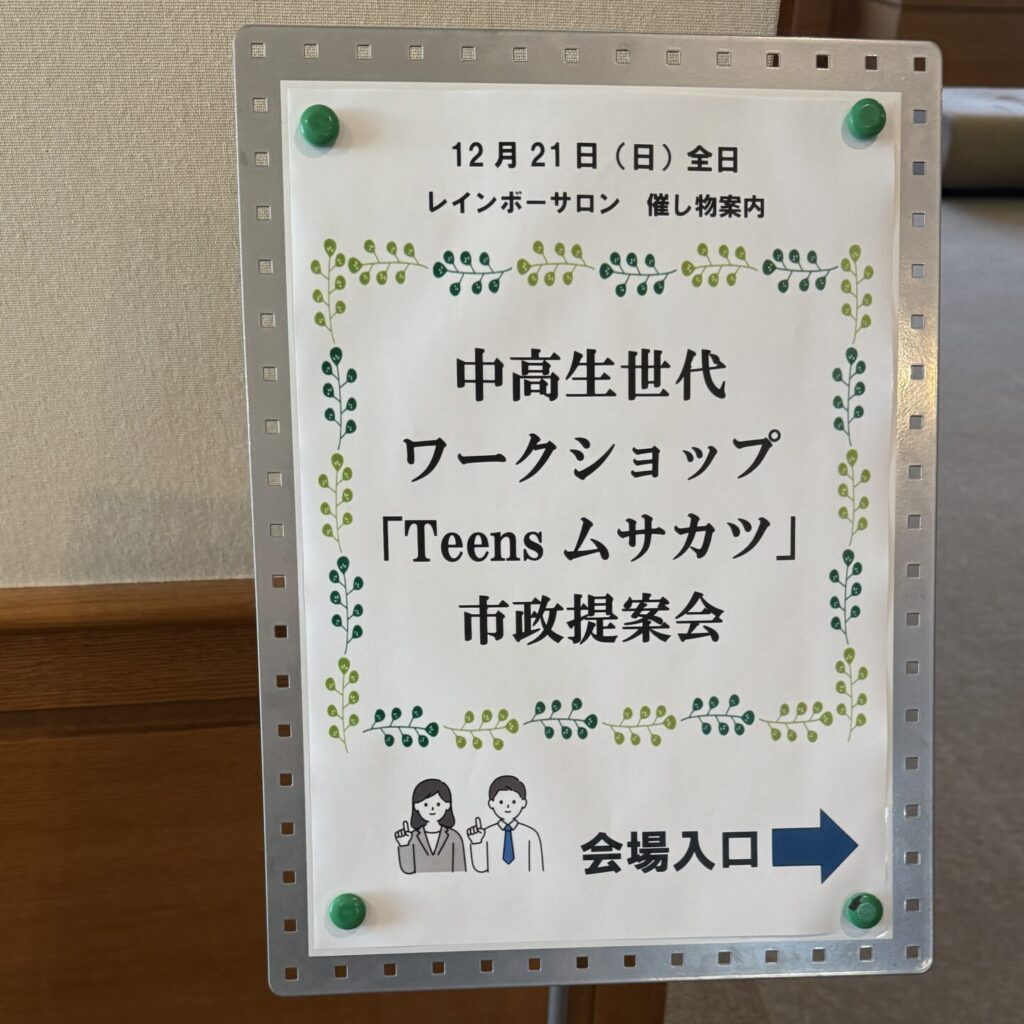 12月21日（日）全日
レインボーサロン　催し物案内
中高生世代
ワークショップ
「Teens ムサカツ」
市政提案会
会場入口